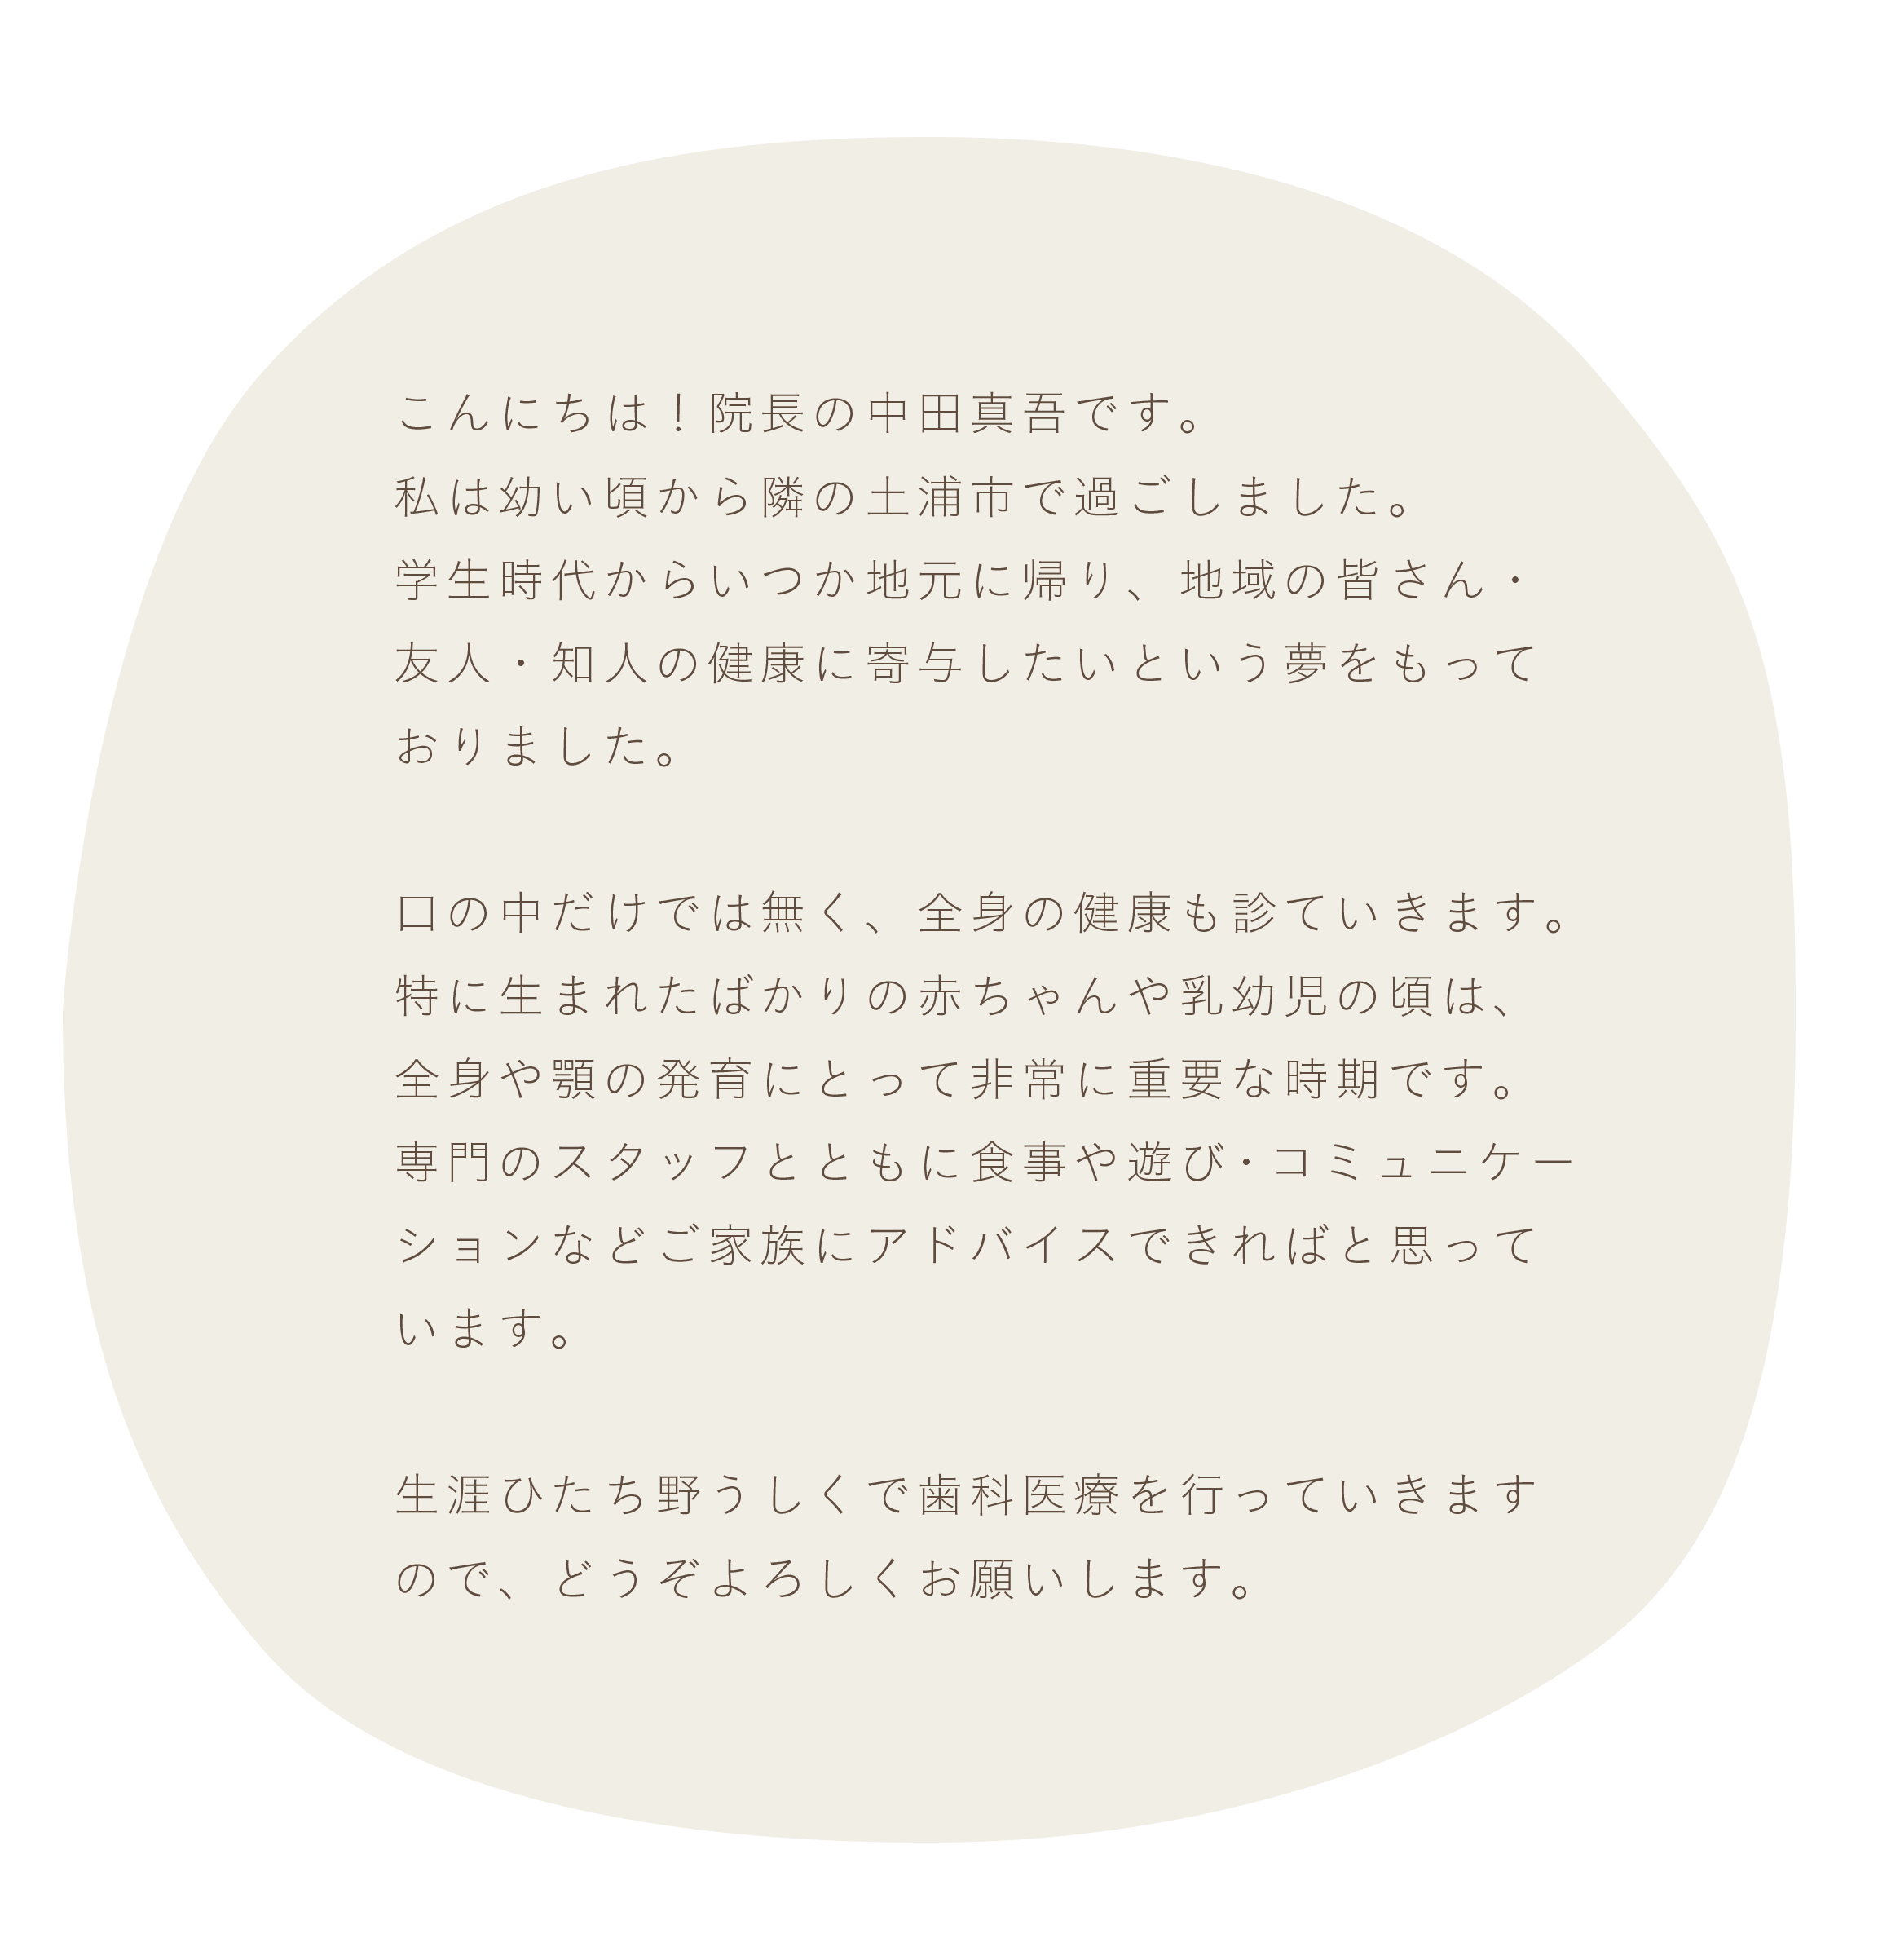 こんにちは！院長の中田真吾です。
私は幼い頃から隣の土浦市で過ごしました。
学生時代からいつか地元に帰り、地域の皆さん・
友人・知人の健康に寄与したいという夢をもって
おりました。
口の中だけでは無く、全身の健康も診ていきます。
特に生まれたばかりの赤ちゃんや乳幼児の頃は、
全身や顎の発育にとって非常に重要な時期です。
専門のスタッフとともに食事や遊び・コミュニケー
ションなどご家族にアドバイスできればと思って
います。
生涯ひたち野うしくで歯科医療を行っていきます
ので、どうぞよろしくお願いします。